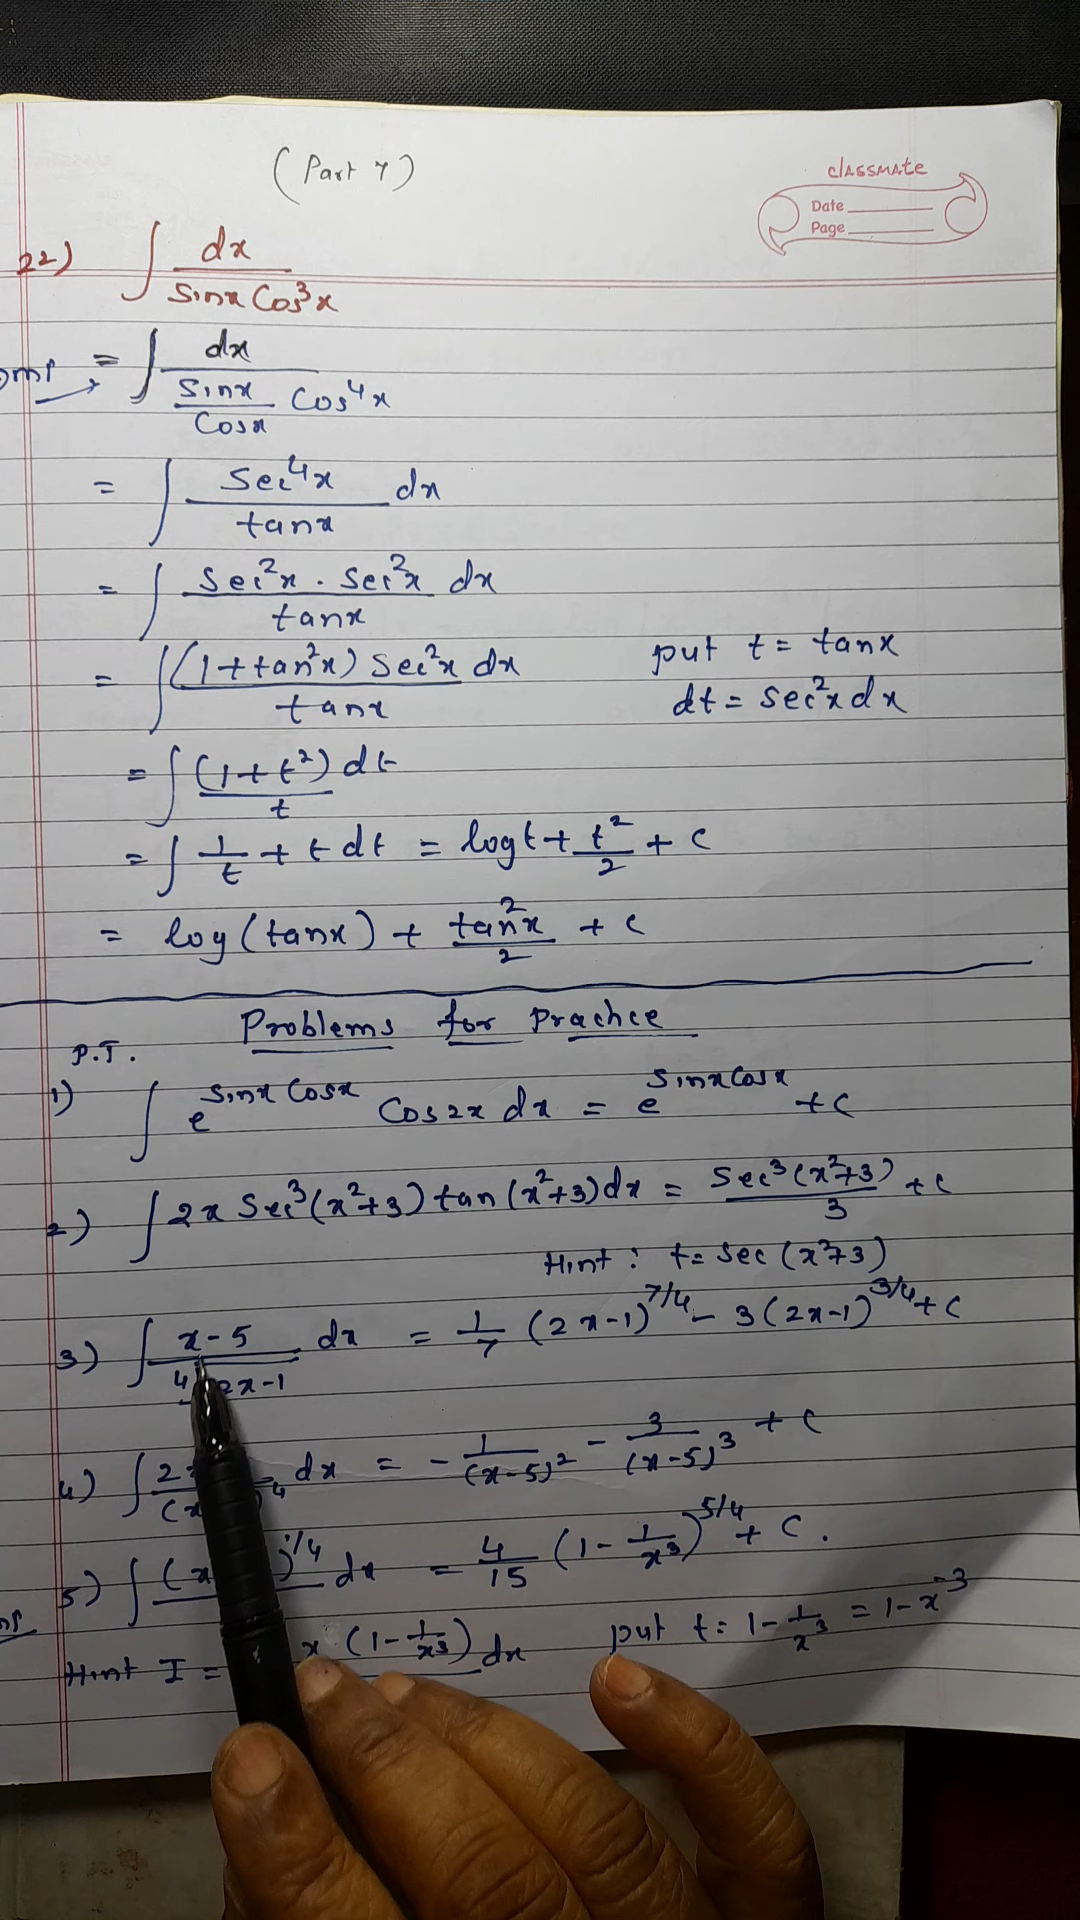 (Part 7)
classmate
Date
Page
22) ∫ dx / sinx cos³x
= ∫ dx / (sinx/cosx) cos⁴x
= ∫ sec⁴x / tanx dx
= ∫ sec²x . sec²x / tanx dx
= ∫ (1+tan²x) sec²x / tanx dx put t = tanx
dt = sec²x dx
= ∫ (1+t²) / t dt
= ∫ 1/t + t dt = log t + t²/2 + c
= log (tanx) + tan²x/2 + c
Problems for Practice
P.T.
1) ∫ e^(sinx cosx) cos2x dx = e^(sinx cosx) + c
2) ∫ 2x sec³(x²+3) tan(x²+3) dx = sec³(x²+3)/3 + c
Hint : t = sec (x²+3)
3) ∫ x-5 / ⁴ 2x-1 dx = 1/7 (2x-1)^(7/4) - 3(2x-1)^(3/4) + c
4) ∫ 2 / (x )⁴ dx = - 1/(x-5)² - 3/(x-5)³ + c
5) ∫ (x )^(1/4) dx = 4/15 (1 - 1/x³)^(5/4) + c .
Hint I = x (1 - 1/x³) dx put t = 1 - 1/x³ = 1 - x⁻³